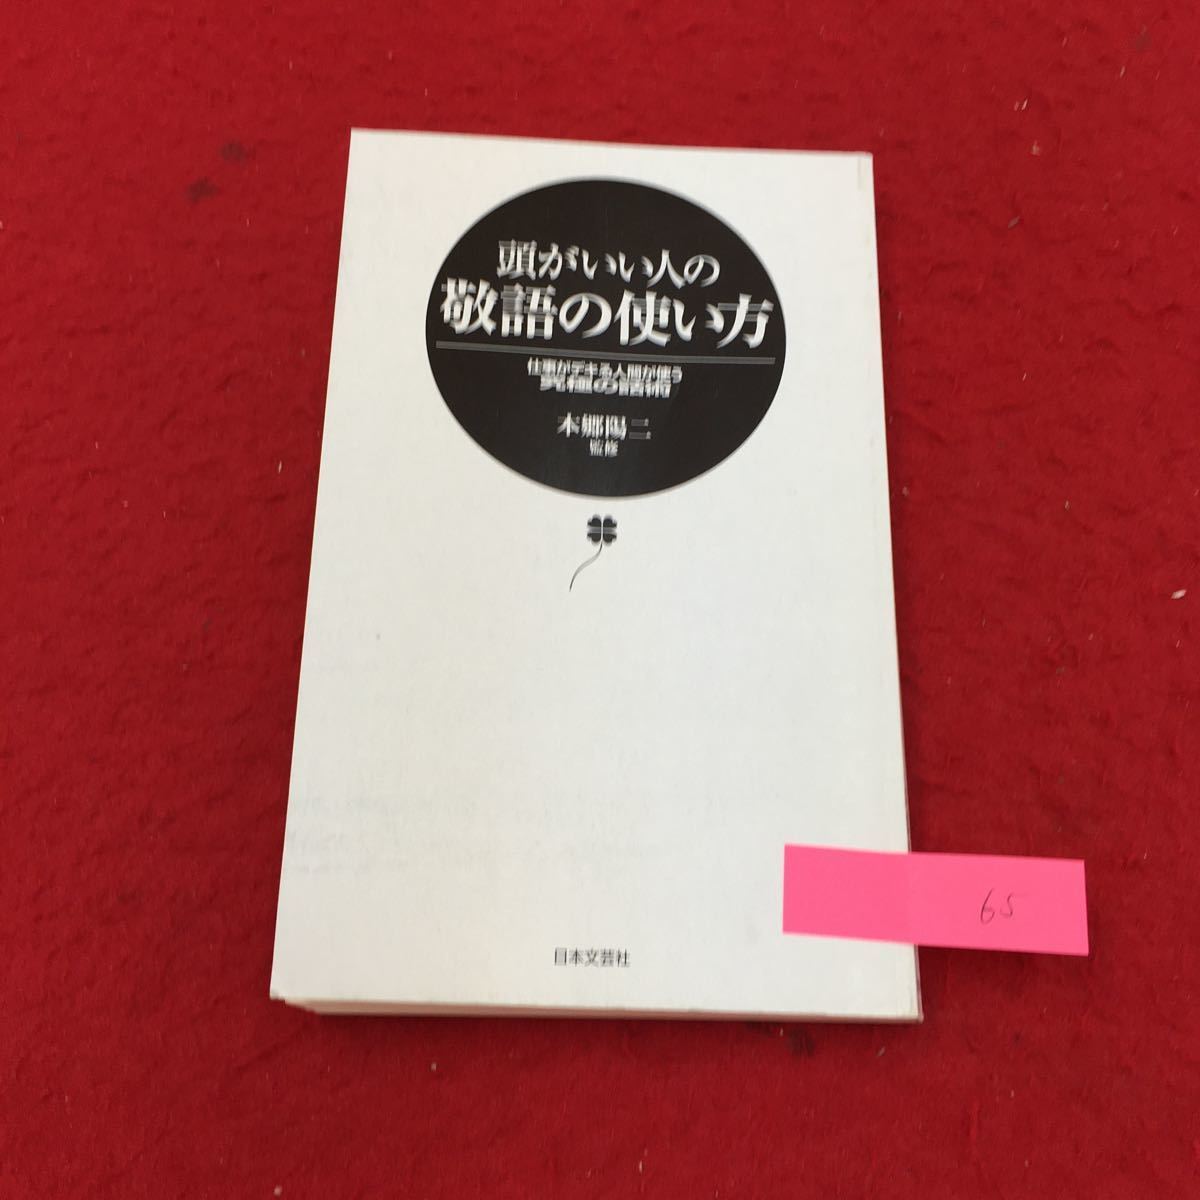 頭がいい人の
敬語の使い方
仕事がデキる人間が使う
究極の話術
本郷陽二
監修
日本文芸社
65